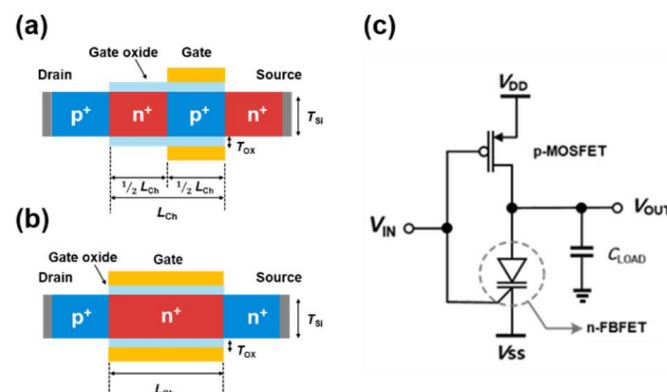 (a)
Gate oxide
Gate
Drain
Source
p+
n+
p+
n+
TSi
TOX
1/2 LCh
1/2 LCh
LCh
(b)
Gate oxide
Gate
Drain
Source
p+
n+
n+
TSi
TOX
LCh
(c)
VDD
p-MOSFET
VIN
VOUT
CLOAD
n-FBFET
VSS